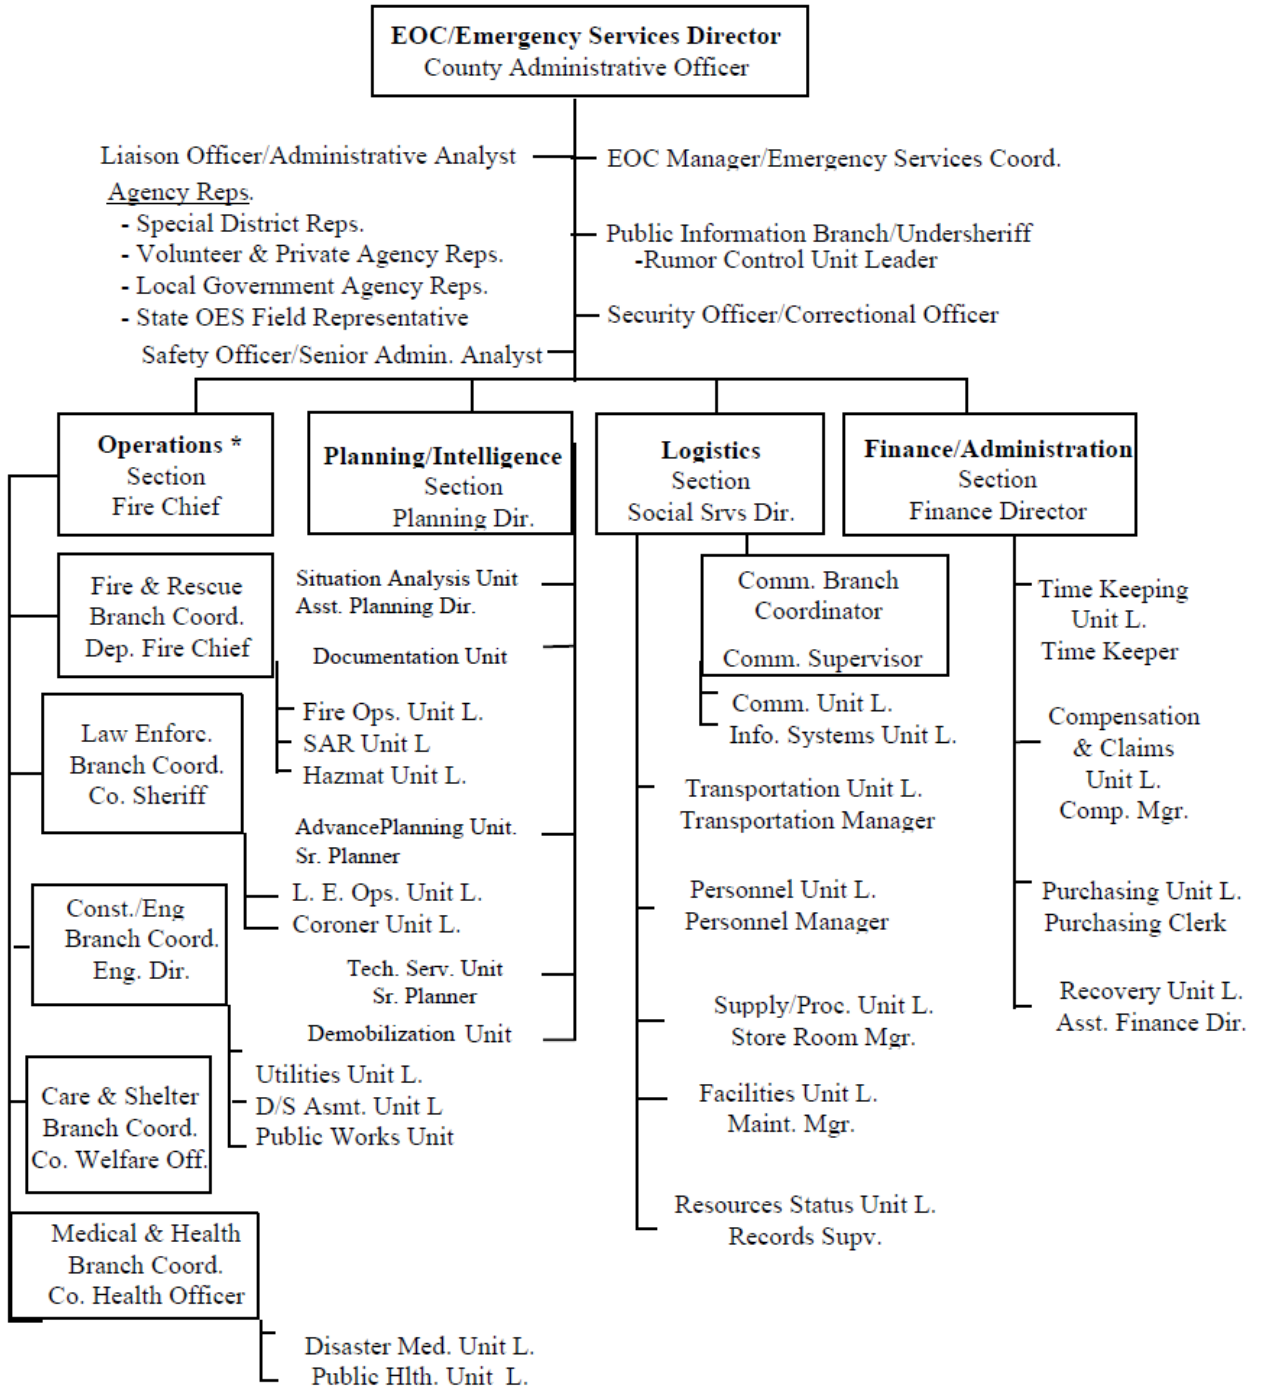 EOC/Emergency Services Director
County Administrative Officer
Liaison Officer/Administrative Analyst
Agency Reps.
- Special District Reps.
- Volunteer & Private Agency Reps.
- Local Government Agency Reps.
- State OES Field Representative
Safety Officer/Senior Admin. Analyst
EOC Manager/Emergency Services Coord.
Public Information Branch/Undersheriff
-Rumor Control Unit Leader
Security Officer/Correctional Officer
Operations *
Section
Fire Chief
Fire & Rescue
Branch Coord.
Dep. Fire Chief
Fire Ops. Unit L.
SAR Unit L
Hazmat Unit L.
Law Enforc.
Branch Coord.
Co. Sheriff
L. E. Ops. Unit L.
Coroner Unit L.
Const./Eng
Branch Coord.
Eng. Dir.
Utilities Unit L.
D/S Asmt. Unit L
Public Works Unit
Care & Shelter
Branch Coord.
Co. Welfare Off.
Medical & Health
Branch Coord.
Co. Health Officer
Disaster Med. Unit L.
Public Hlth. Unit L.
Planning/Intelligence
Section
Planning Dir.
Situation Analysis Unit
Asst. Planning Dir.
Documentation Unit
AdvancePlanning Unit.
Sr. Planner
Tech. Serv. Unit
Sr. Planner
Demobilization Unit
Logistics
Section
Social Srvs Dir.
Comm. Branch
Coordinator
Comm. Supervisor
Comm. Unit L.
Info. Systems Unit L.
Transportation Unit L.
Transportation Manager
Personnel Unit L.
Personnel Manager
Supply/Proc. Unit L.
Store Room Mgr.
Facilities Unit L.
Maint. Mgr.
Resources Status Unit L.
Records Supv.
Finance/Administration
Section
Finance Director
Time Keeping
Unit L.
Time Keeper
Compensation
& Claims
Unit L.
Comp. Mgr.
Purchasing Unit L.
Purchasing Clerk
Recovery Unit L.
Asst. Finance Dir.